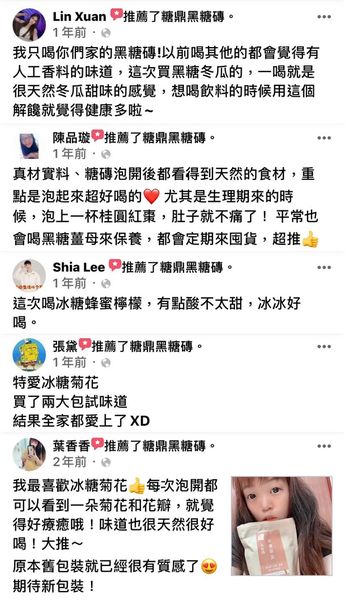 Lin Xuan推薦了糖鼎黑糖磚。
1年前·
我只喝你們家的黑糖磚!以前喝其他的都會覺得有
人工香料的味道，這次買黑糖冬瓜的，一喝就是
很天然冬瓜甜味的感覺，想喝飲料的時候用這個
解饞就覺得健康多啦~
陳品璇推薦了糖鼎黑糖磚。
1年前·
真材實料、糖磚泡開後都看得到天然的食材，重
點是泡起來超好喝的❤️ 尤其是生理期來的時
候，泡上一杯桂圓紅棗，肚子就不痛了！ 平常也
會喝黑糖薑母來保養，都會定期來囤貨，超推👍
Shia Lee推薦了糖鼎黑糖磚。
1年前·
這次喝冰糖蜂蜜檸檬，有點酸不太甜，冰冰好
喝。
張黛推薦了糖鼎黑糖磚。
1年前·
特愛冰糖菊花
買了兩大包試味道
結果全家都愛上了XD
葉香香推薦了糖鼎黑糖磚。
2年前·
我最喜歡冰糖菊花👍每次泡開都
可以看到一朵菊花和花瓣，就覺
得好療癒哦！味道也很天然很好
喝！大推～
原本舊包裝就已經很有質感了😍
期待新包裝！